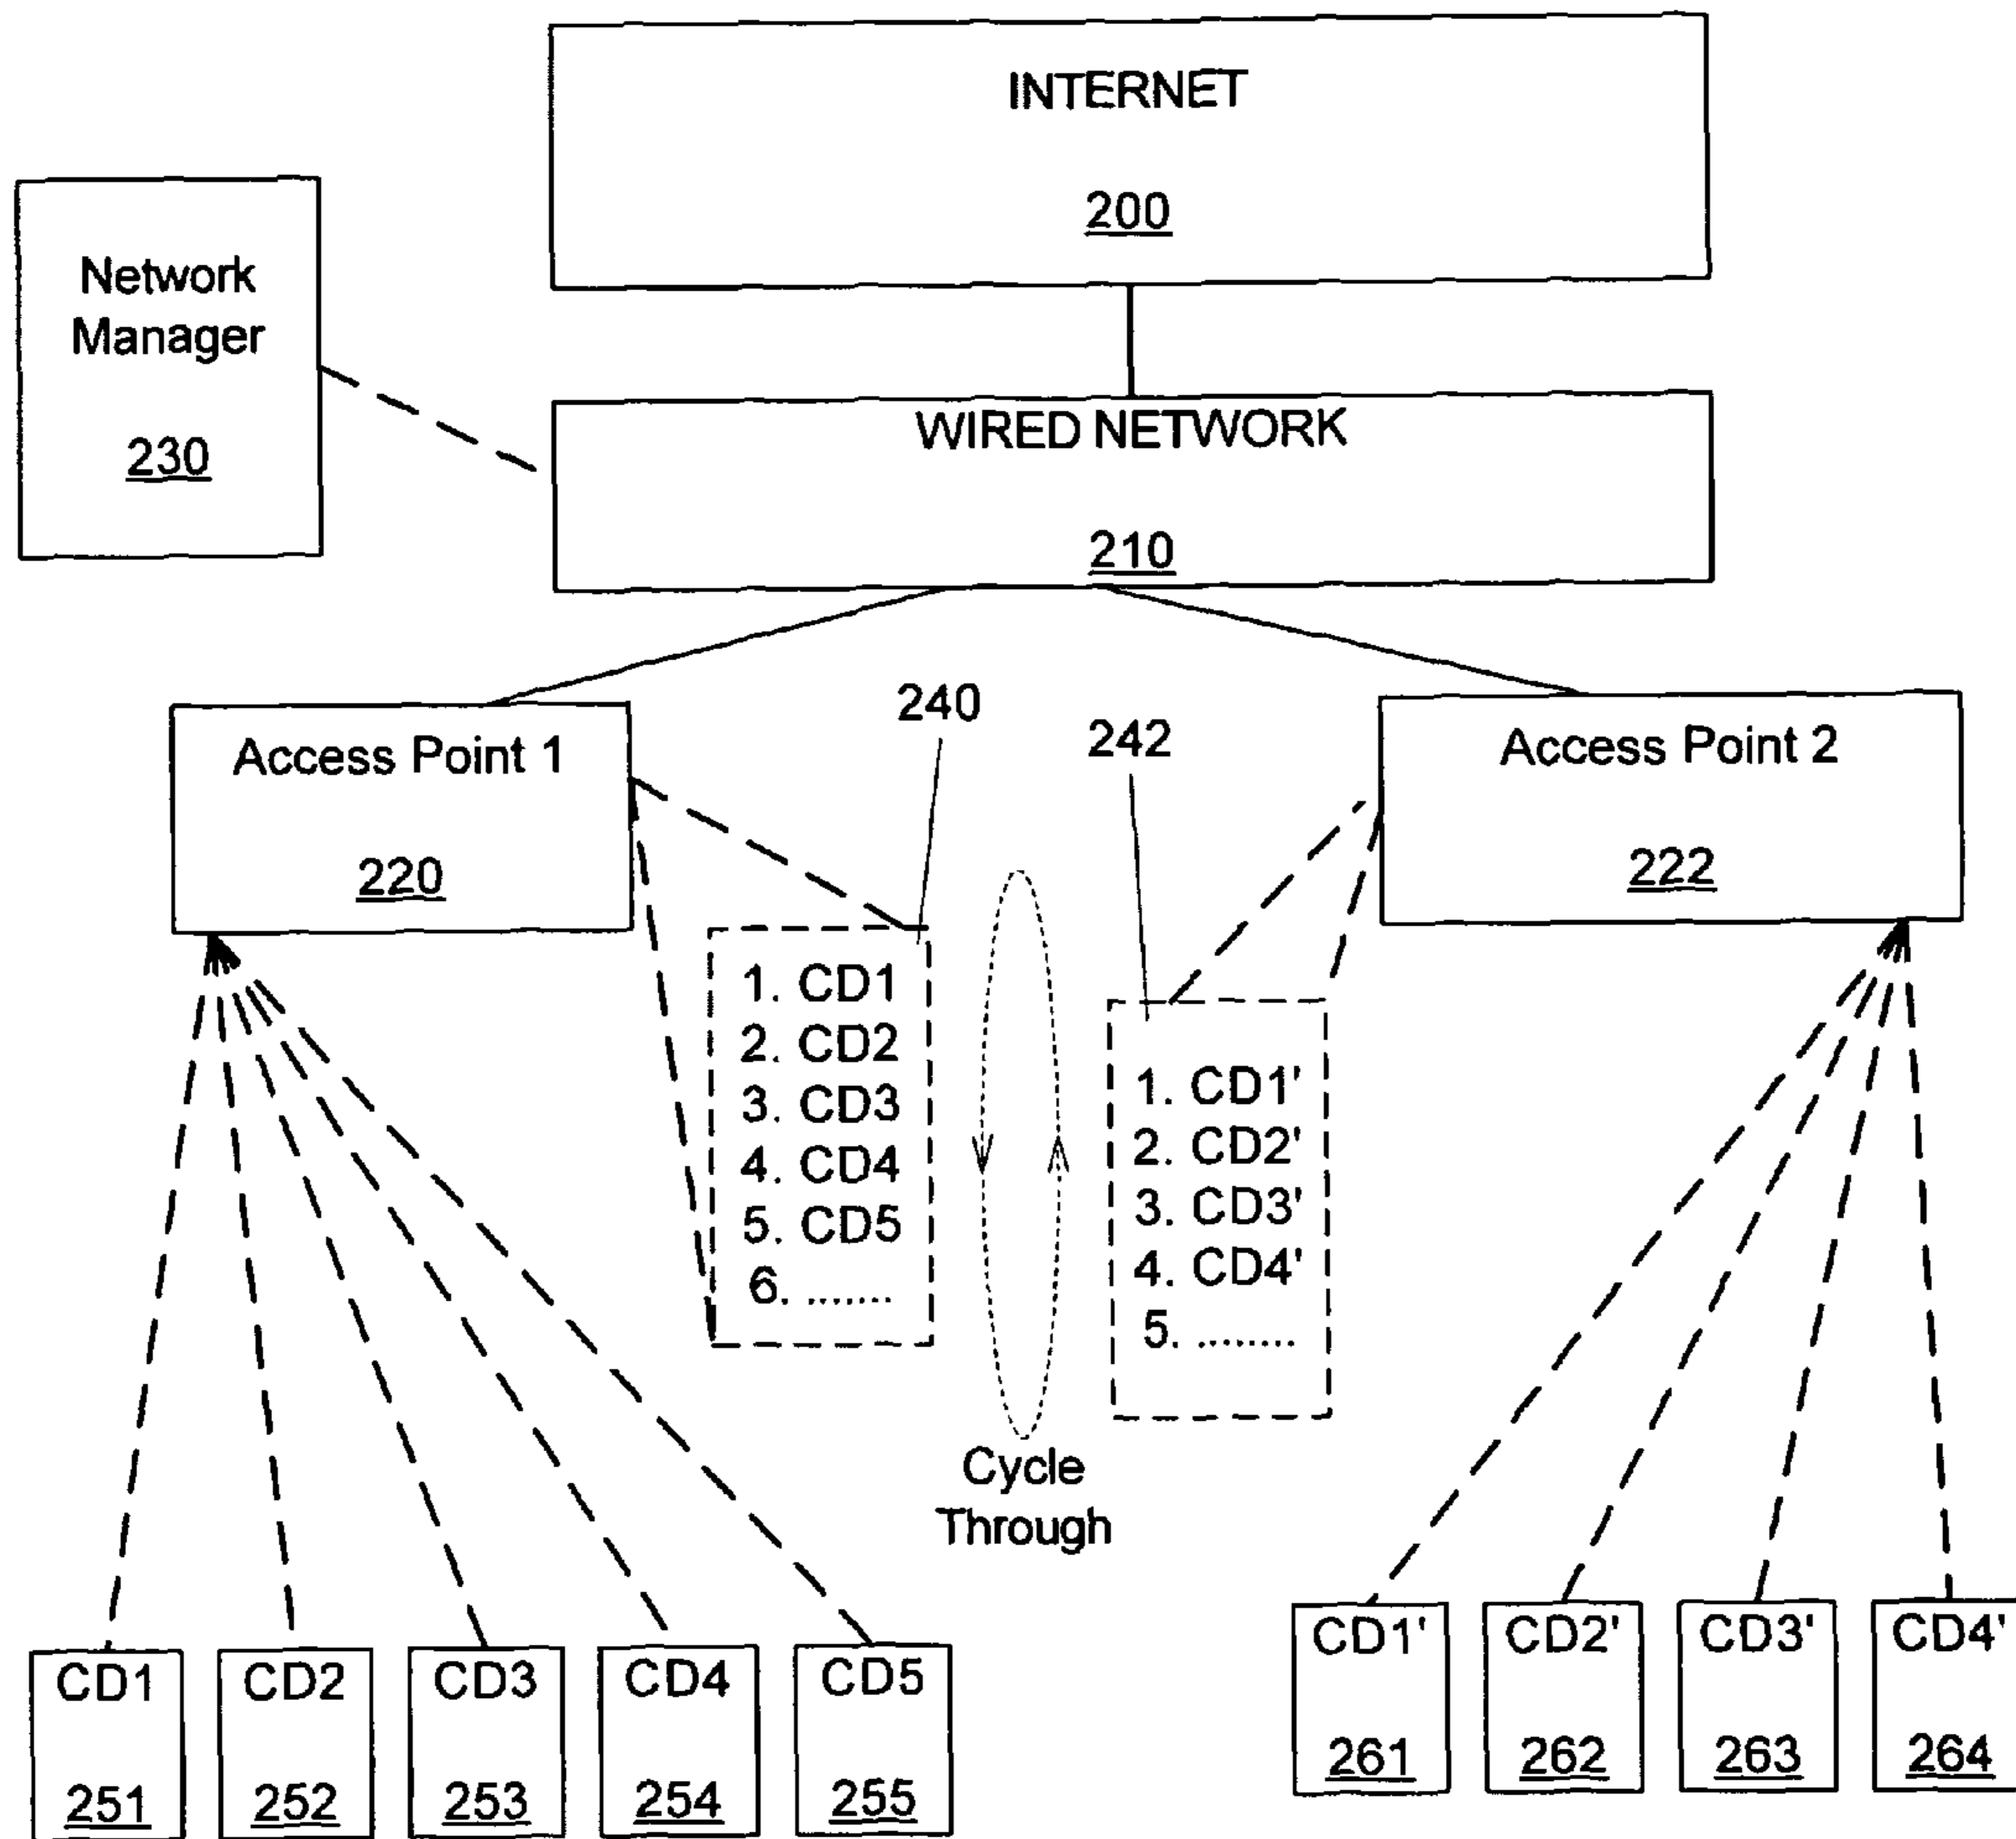 INTERNET
200
Network
Manager
230
WIRED NETWORK
210
240
242
Access Point 1
220
Access Point 2
222
1. CD1
2. CD2
3. CD3
4. CD4
5. CD5
6. ........
1. CD1'
2. CD2'
3. CD3'
4. CD4'
5. ........
Cycle
Through
CD1
251
CD2
252
CD3
253
CD4
254
CD5
255
CD1'
261
CD2'
262
CD3'
263
CD4'
264